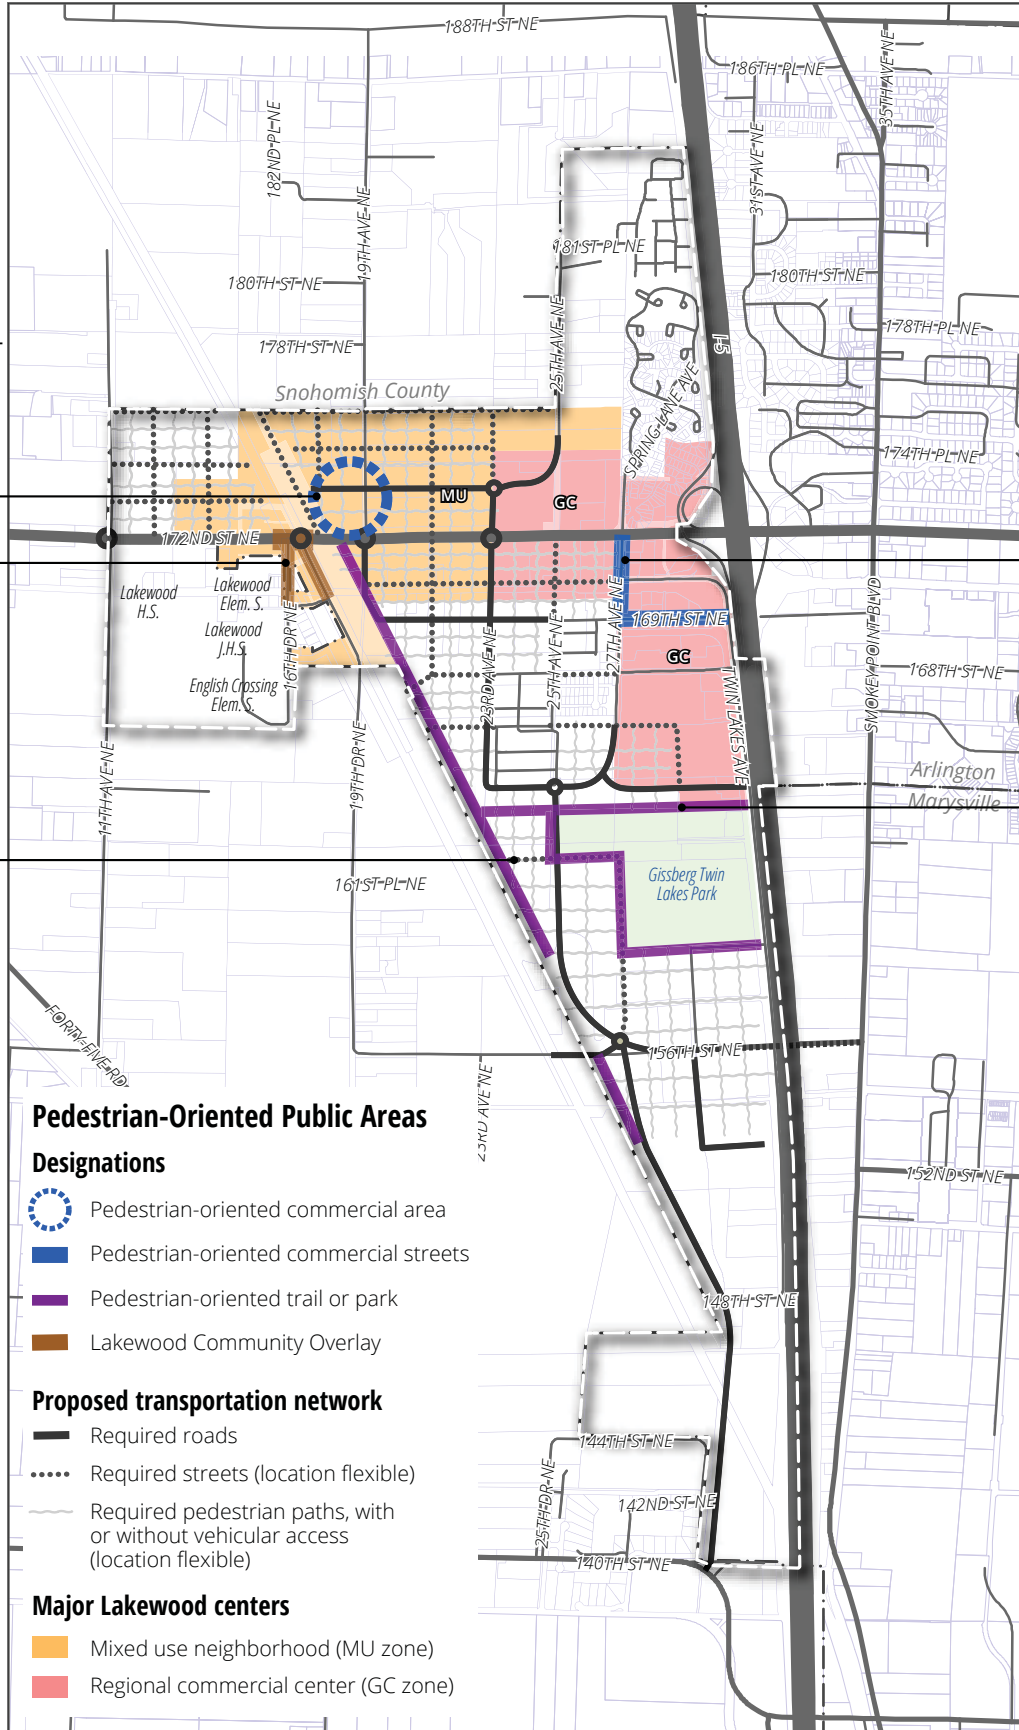 188TH ST NE
186TH PL NE
35TH AVE NE
182ND PL NE
31ST AVE NE
19TH AVE NE
181ST PL NE
180TH ST NE
180TH ST NE
25TH AVE NE
178TH PL NE
I-5
178TH ST NE
Snohomish County
SPRING LANE AVE
174TH PL NE
MU
GC
172ND ST NE
Lakewood
H.S.
Lakewood
Elem. S.
Lakewood
J.H.S.
English Crossing
Elem. S.
16TH DR NE
27TH AVE NE
169TH ST NE
SMOKEY POINT BLVD
23RD AVE NE
25TH AVE NE
GC
168TH ST NE
TWIN LAKES AVE
11TH AVE NE
19TH DR NE
Arlington
Marysville
161ST PL NE
Gissberg Twin
Lakes Park
FORTY-FIVE RD
156TH ST NE
23RD AVE NE
152ND ST NE
148TH ST NE
144TH ST NE
25TH DR NE
142ND ST NE
140TH ST NE
Pedestrian-Oriented Public Areas
Designations
Pedestrian-oriented commercial area
Pedestrian-oriented commercial streets
Pedestrian-oriented trail or park
Lakewood Community Overlay
Proposed transportation network
Required roads
Required streets (location flexible)
Required pedestrian paths, with
or without vehicular access
(location flexible)
Major Lakewood centers
Mixed use neighborhood (MU zone)
Regional commercial center (GC zone)